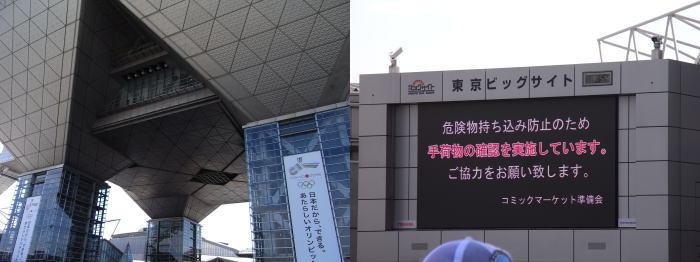 日本だから、できる。
あたらしいオリンピッ
東京ビッグサイト
危険物持ち込み防止のため
手荷物の確認を実施しています。
ご協力をお願い致します。
コミックマーケット準備会